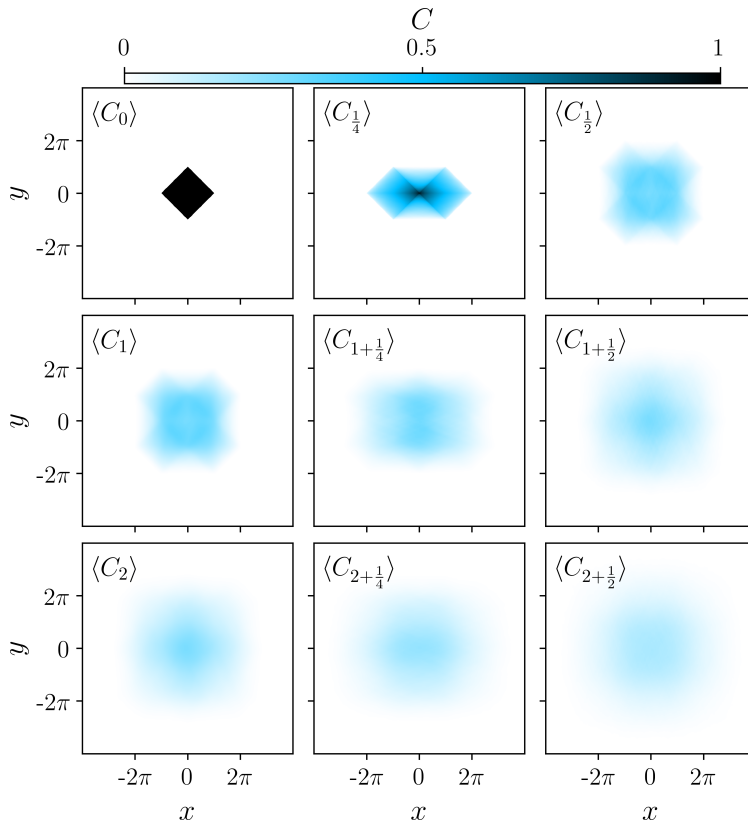 C
0 0.5 1
⟨C₀⟩ ⟨C_{1/4}⟩ ⟨C_{1/2}⟩
2π
y 0
-2π
⟨C₁⟩ ⟨C_{1+1/4}⟩ ⟨C_{1+1/2}⟩
2π
y 0
-2π
⟨C₂⟩ ⟨C_{2+1/4}⟩ ⟨C_{2+1/2}⟩
2π
y 0
-2π
-2π 0 2π -2π 0 2π -2π 0 2π
x x x